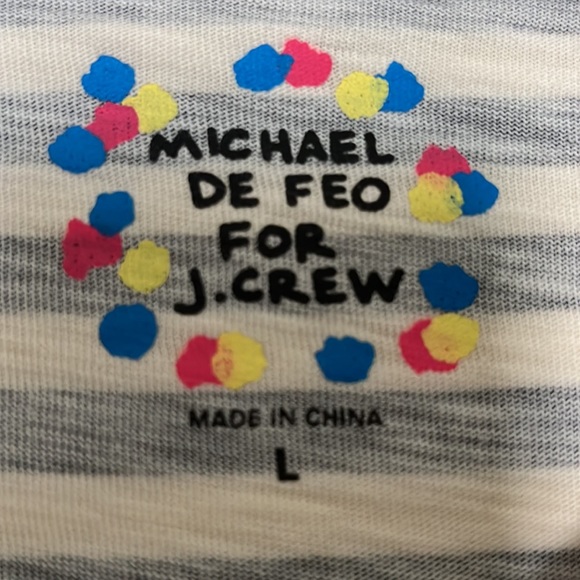 MICHAEL
DE FEO
FOR
J.CREW
MADE IN CHINA
L